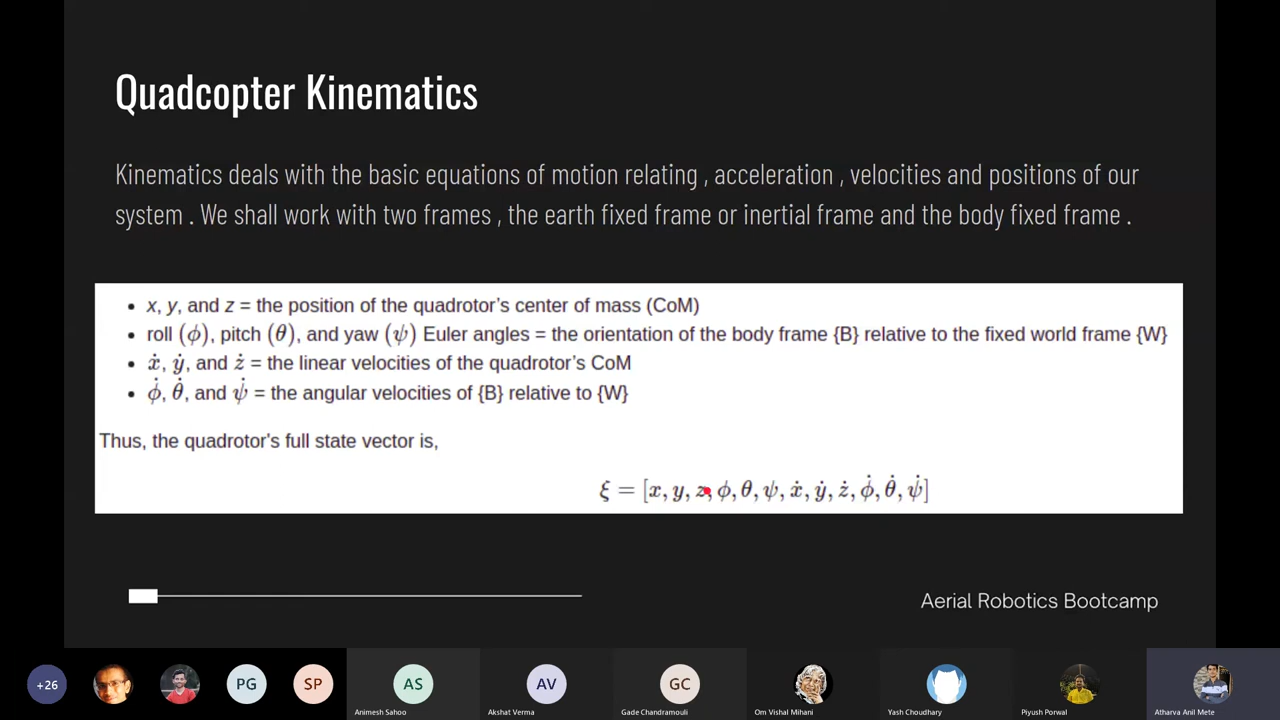 Quadcopter Kinematics
Kinematics deals with the basic equations of motion relating , acceleration , velocities and positions of our
system . We shall work with two frames , the earth fixed frame or inertial frame and the body fixed frame .
• x, y, and z = the position of the quadrotor's center of mass (CoM)
• roll (ϕ), pitch (θ), and yaw (ψ) Euler angles = the orientation of the body frame {B} relative to the fixed world frame {W}
• ẋ, ẏ, and ż = the linear velocities of the quadrotor's CoM
• ϕ̇, θ̇, and ψ̇ = the angular velocities of {B} relative to {W}
Thus, the quadrotor's full state vector is,
ξ = [x, y, z, ϕ, θ, ψ, ẋ, ẏ, ż, ϕ̇, θ̇, ψ̇]
Aerial Robotics Bootcamp
+26
PG
SP
AS
AV
GC
Animesh Sahoo
Akshat Verma
Gade Chandramouli
Om Vishal Mihani
Yash Choudhary
Piyush Porwal
Atharva Anil Mete